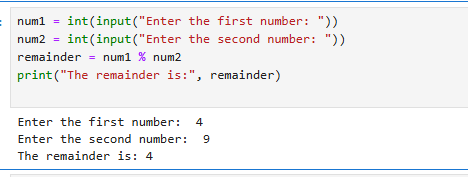 num1 = int(input("Enter the first number: "))
num2 = int(input("Enter the second number: "))
remainder = num1 % num2
print("The remainder is:", remainder)
Enter the first number:  4
Enter the second number:  9
The remainder is: 4